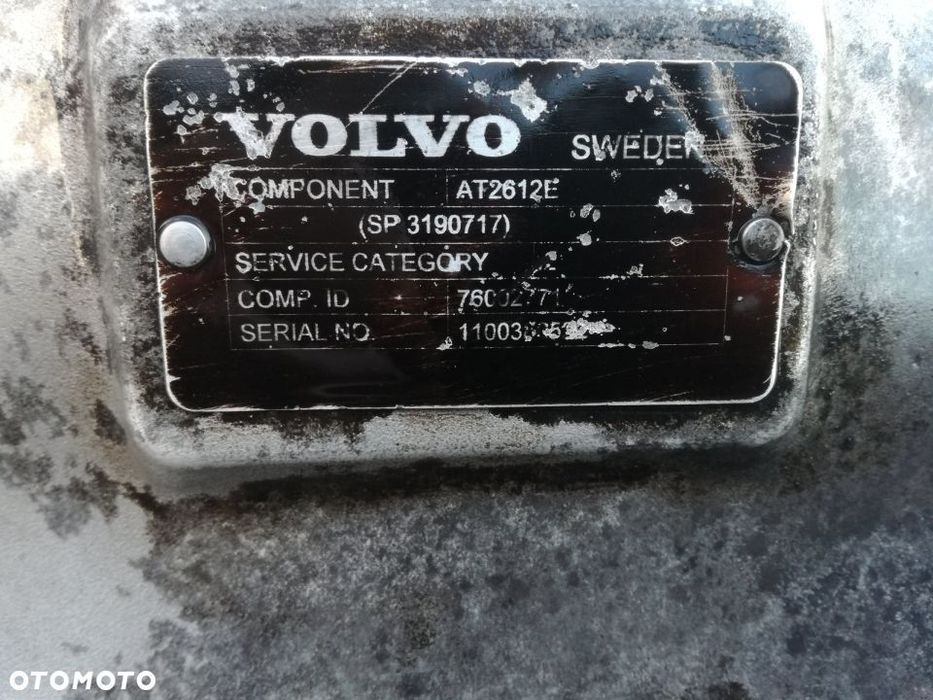 VOLVO SWEDEN
COMPONENT AT2612E
(SP 3190717)
SERVICE CATEGORY
COMP. ID
SERIAL NO.
OTOMOTO